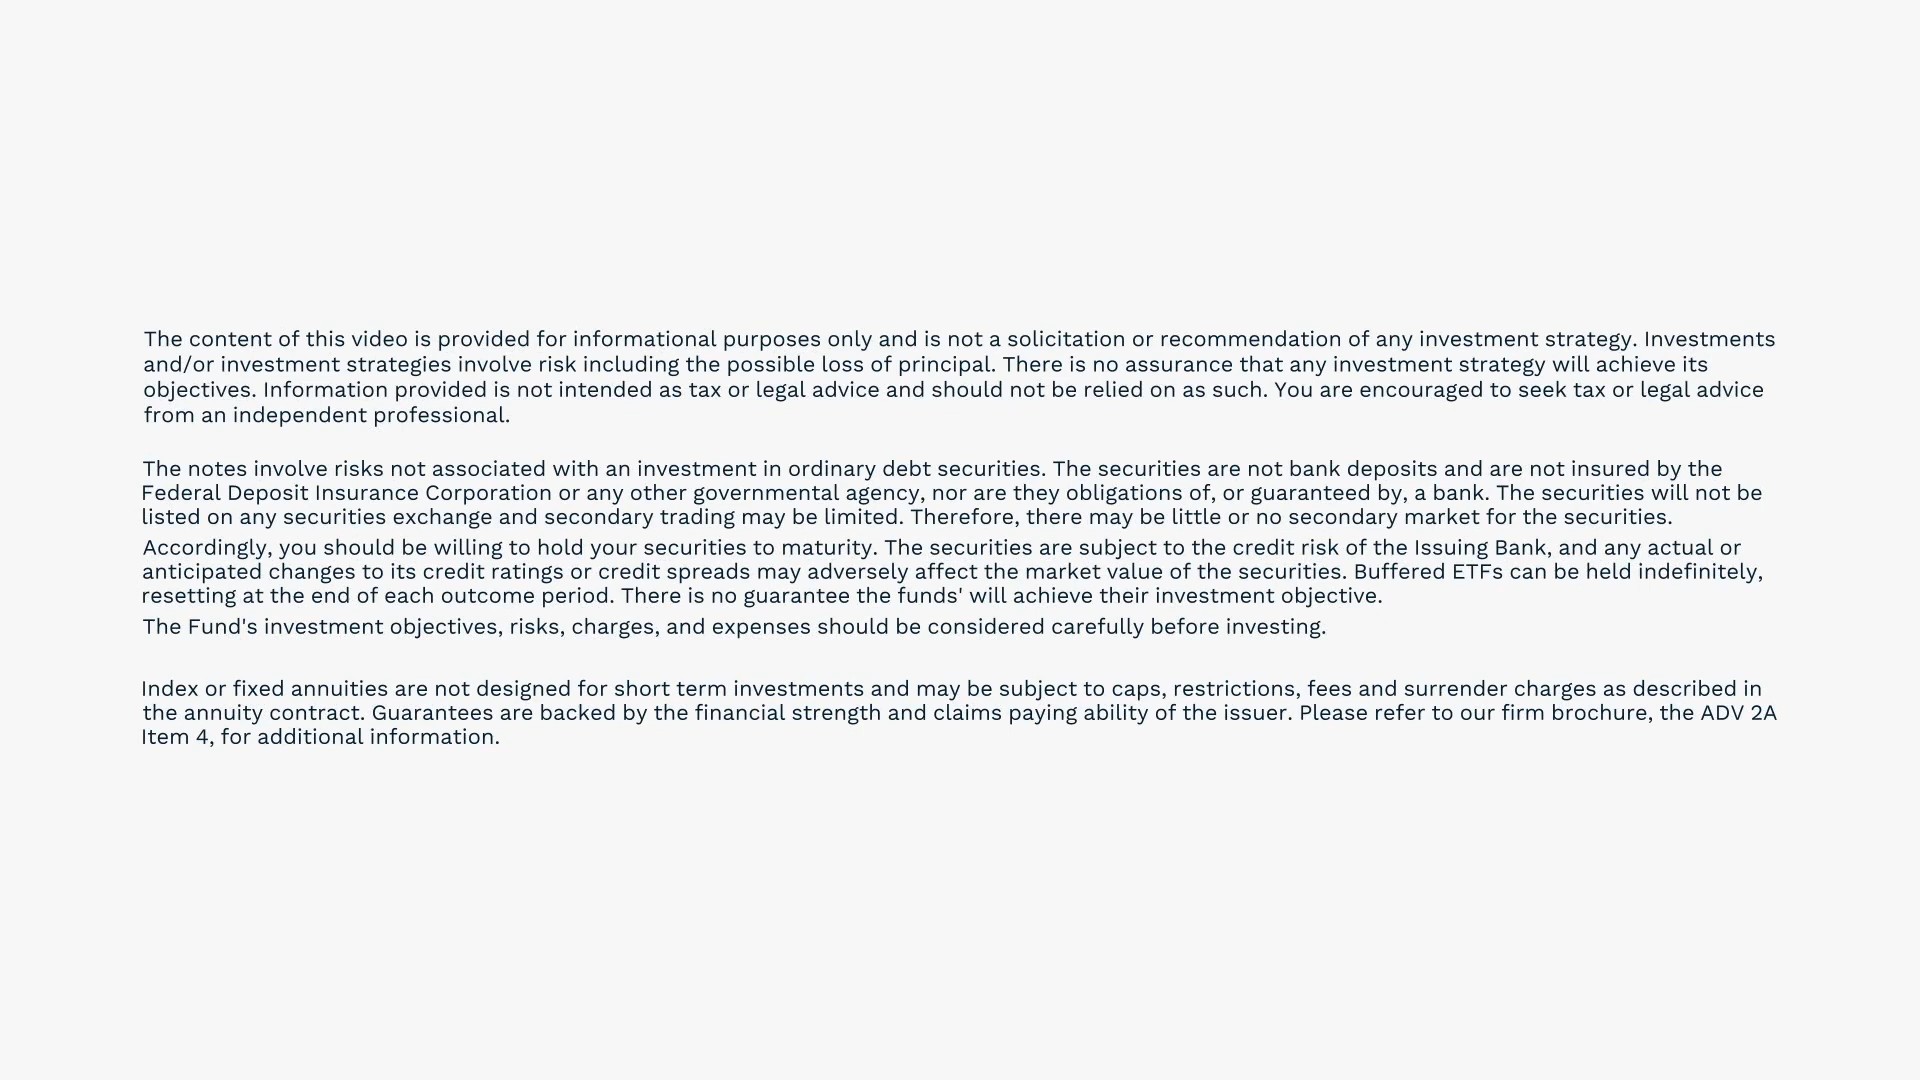 The content of this video is provided for informational purposes only and is not a solicitation or recommendation of any investment strategy. Investments
and/or investment strategies involve risk including the possible loss of principal. There is no assurance that any investment strategy will achieve its
objectives. Information provided is not intended as tax or legal advice and should not be relied on as such. You are encouraged to seek tax or legal advice
from an independent professional.
The notes involve risks not associated with an investment in ordinary debt securities. The securities are not bank deposits and are not insured by the
Federal Deposit Insurance Corporation or any other governmental agency, nor are they obligations of, or guaranteed by, a bank. The securities will not be
listed on any securities exchange and secondary trading may be limited. Therefore, there may be little or no secondary market for the securities.
Accordingly, you should be willing to hold your securities to maturity. The securities are subject to the credit risk of the Issuing Bank, and any actual or
anticipated changes to its credit ratings or credit spreads may adversely affect the market value of the securities. Buffered ETFs can be held indefinitely,
resetting at the end of each outcome period. There is no guarantee the funds' will achieve their investment objective.
The Fund's investment objectives, risks, charges, and expenses should be considered carefully before investing.
Index or fixed annuities are not designed for short term investments and may be subject to caps, restrictions, fees and surrender charges as described in
the annuity contract. Guarantees are backed by the financial strength and claims paying ability of the issuer. Please refer to our firm brochure, the ADV 2A
Item 4, for additional information.